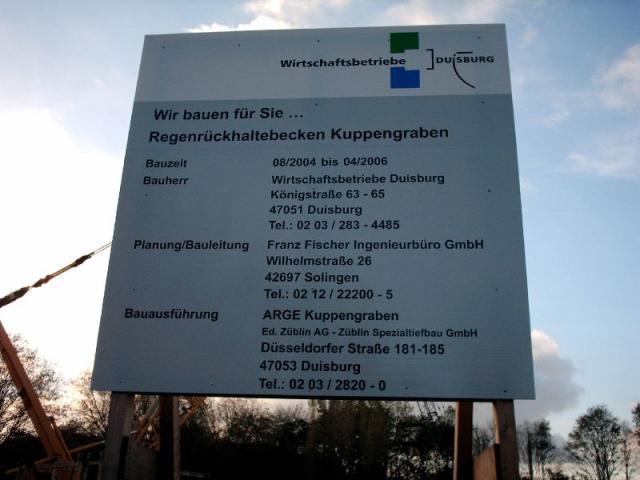 Wirtschaftsbetriebe DUISBURG
Wir bauen für Sie ...
Regenrückhaltebecken Kuppengraben
Bauzeit 08/2004 bis 04/2006
Bauherr Wirtschaftsbetriebe Duisburg
Königstraße 63 - 65
47051 Duisburg
Tel.: 02 03 / 283 - 4485
Planung/Bauleitung Franz Fischer Ingenieurbüro GmbH
Wilhelmstraße 26
42697 Solingen
Tel.: 02 12 / 22200 - 5
Bauausführung ARGE Kuppengraben
Ed. Züblin AG - Züblin Spezialtiefbau GmbH
Düsseldorfer Straße 181-185
47053 Duisburg
Tel.: 02 03 / 2820 - 0